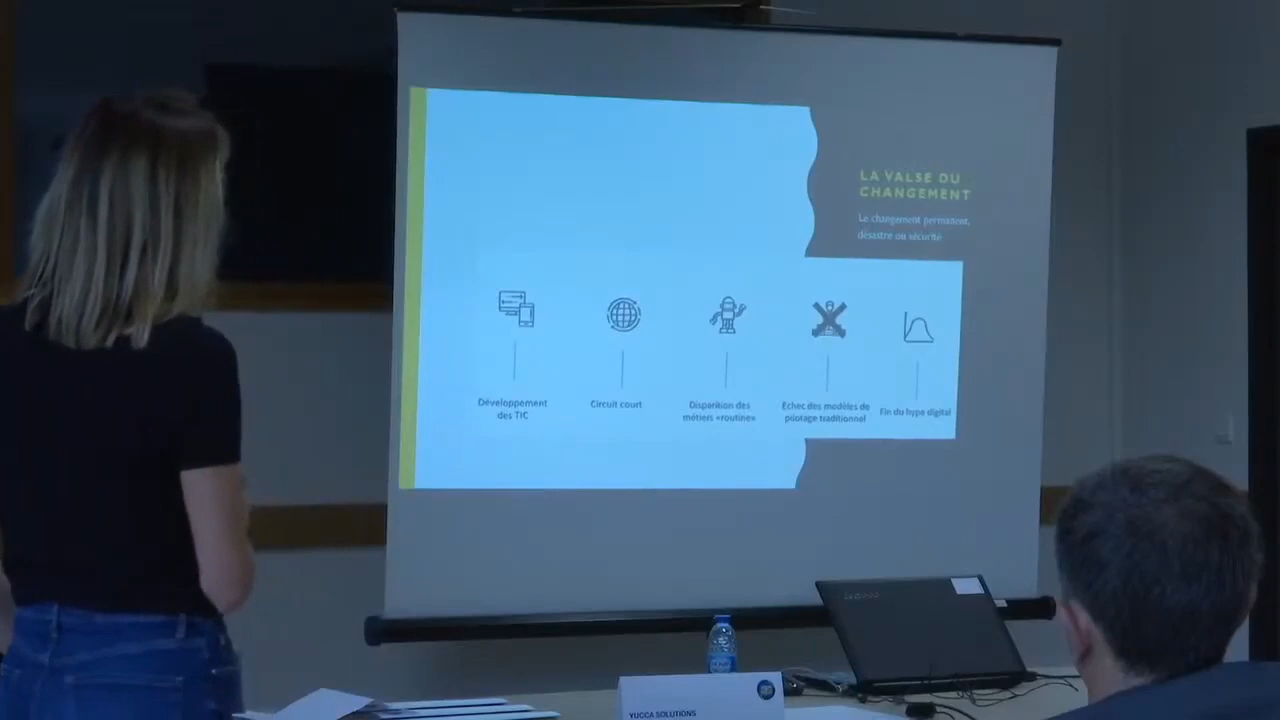 LA VALSE DU
CHANGEMENT
Le changement permanent,
désastre ou sécurité
Développement
des TIC
Circuit court
Disparition des
métiers «routine»
Echec des modèles de
pilotage traditionnel
Fin du hype digital
Lenovo
YUCCA SOLUTIONS